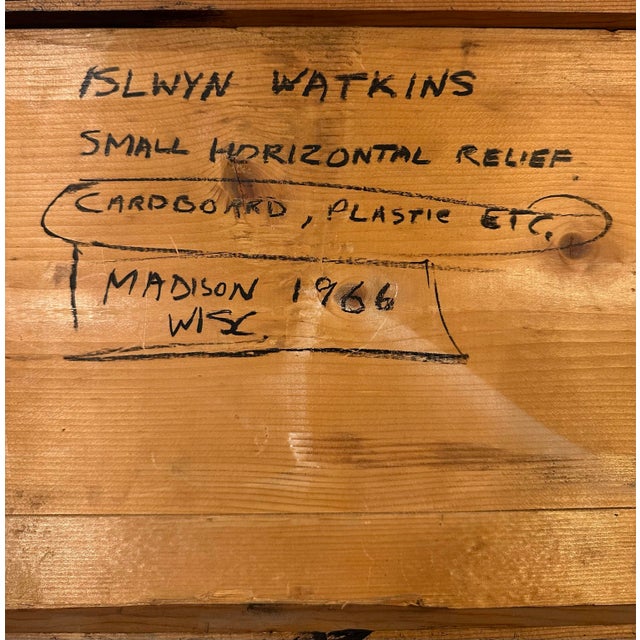 ISLWYN WATKINS
SMALL HORIZONTAL RELIEF.
CARDBOARD, PLASTIC ETC.
MADISON 1966
WISC